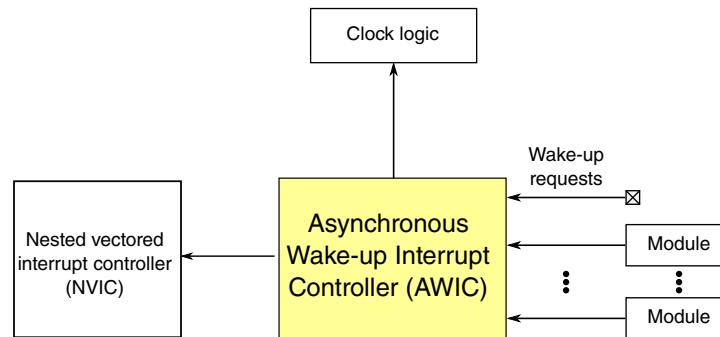 Clock logic
Wake-up
requests
Asynchronous
Wake-up Interrupt
Controller (AWIC)
Nested vectored
interrupt controller
(NVIC)
Module
Module